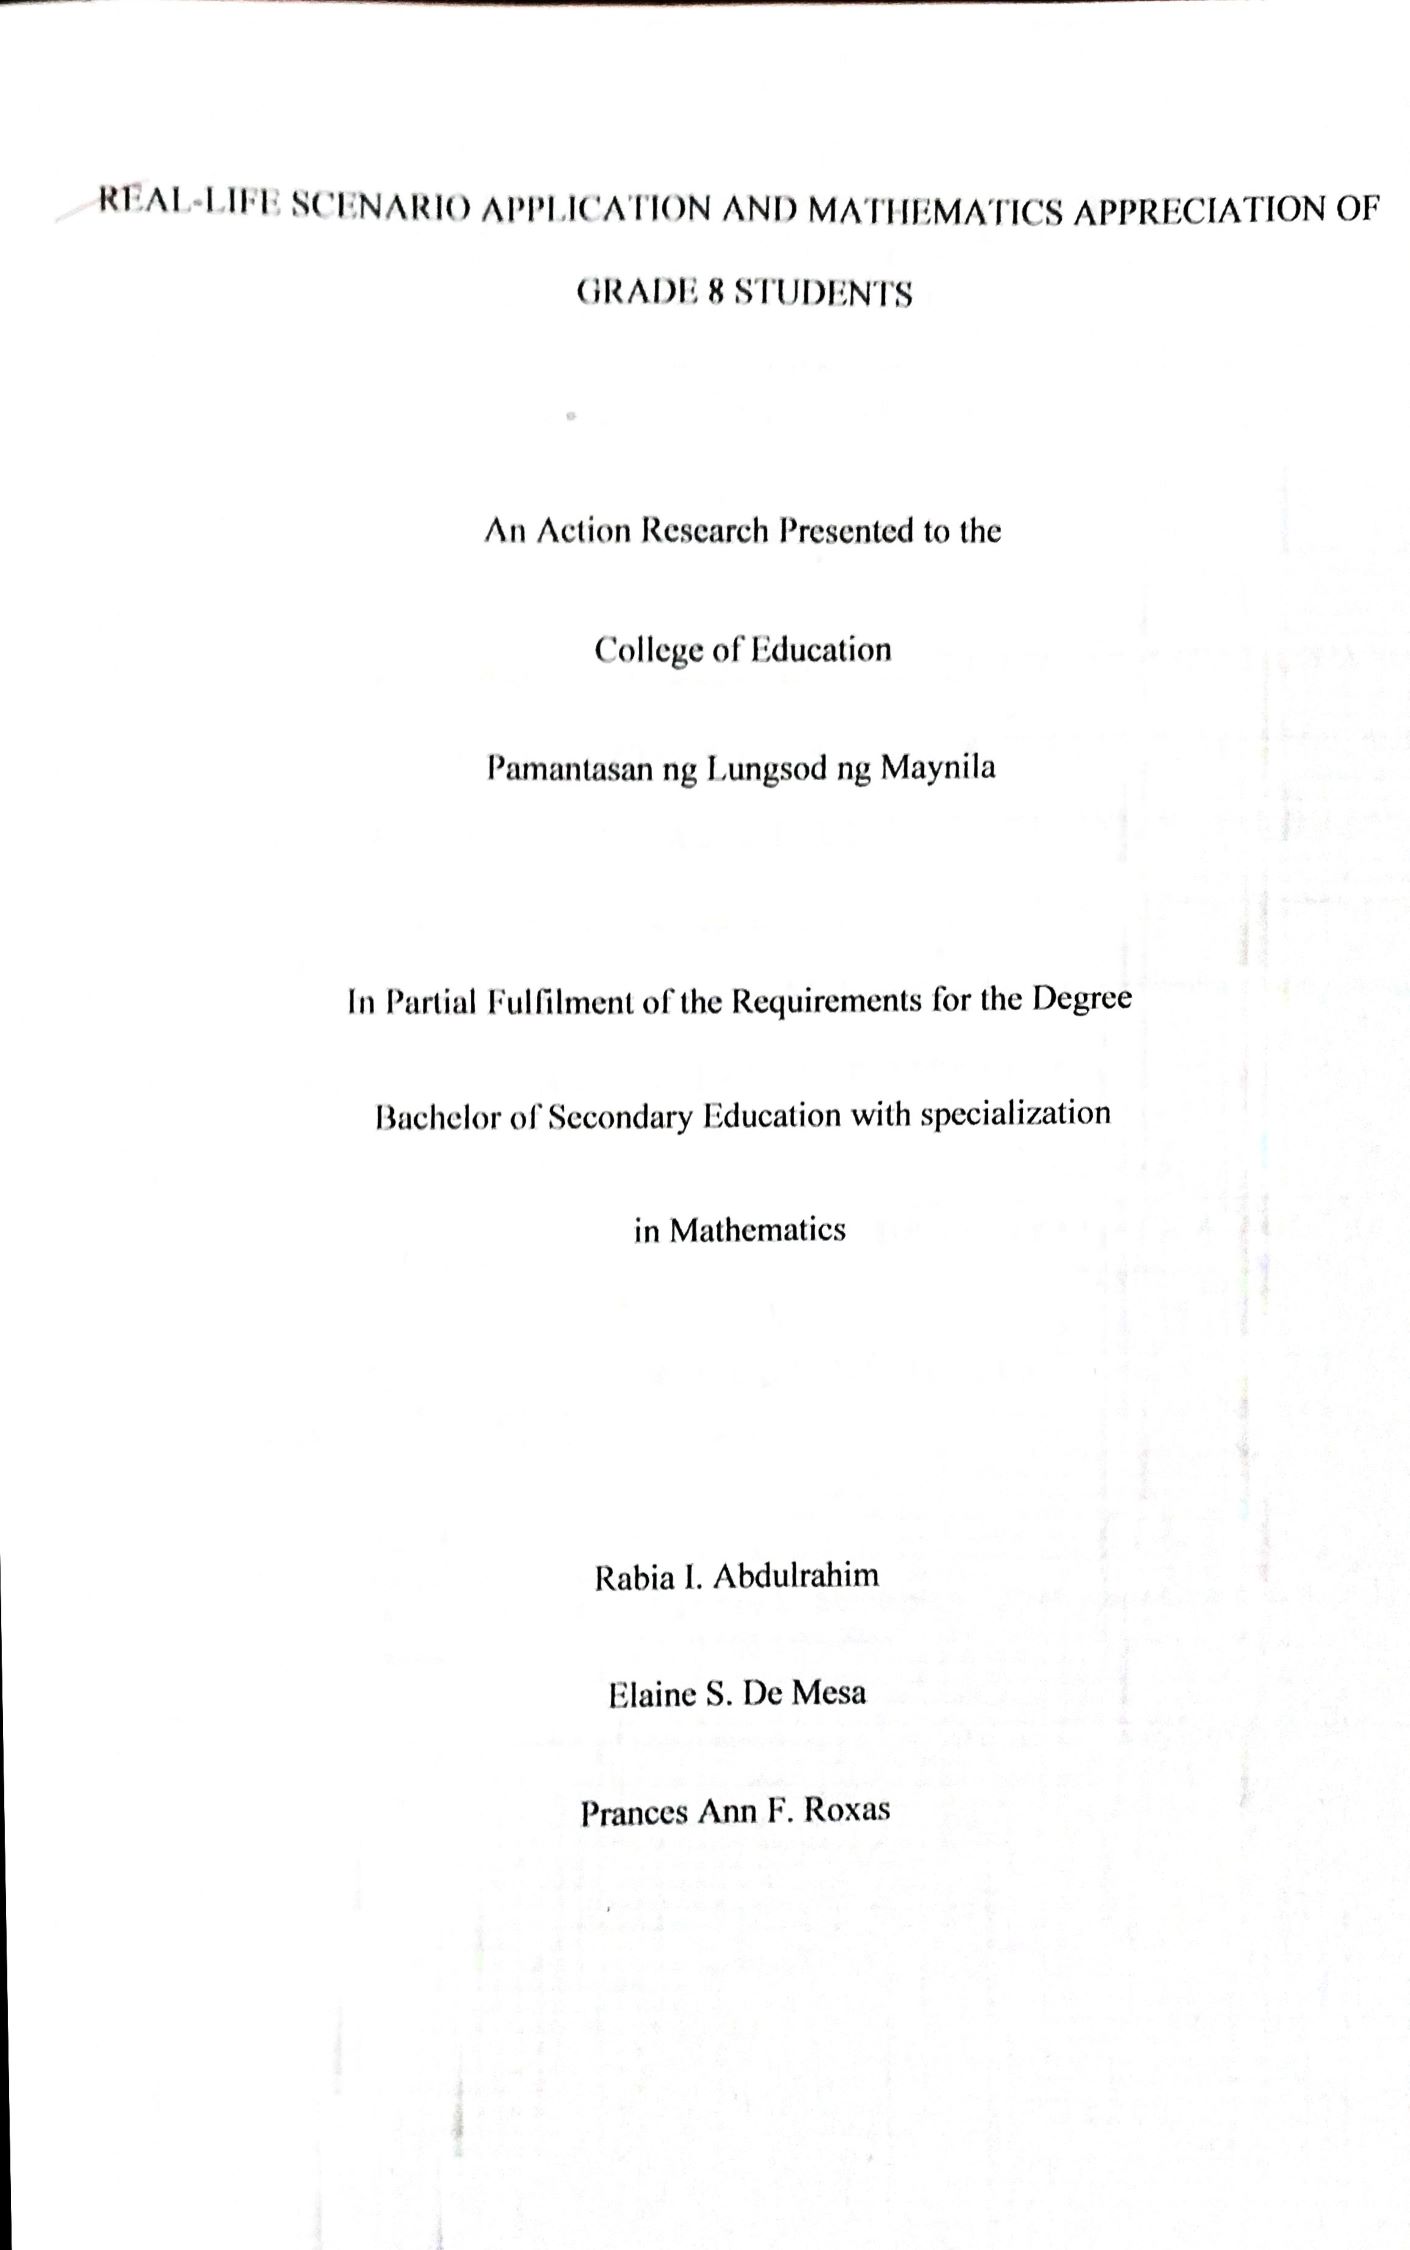 REAL-LIFE SCENARIO APPLICATION AND MATHEMATICS APPRECIATION OF
GRADE 8 STUDENTS
An Action Research Presented to the
College of Education
Pamantasan ng Lungsod ng Maynila
In Partial Fulfilment of the Requirements for the Degree
Bachelor of Secondary Education with specialization
in Mathematics
Rabia I. Abdulrahim
Elaine S. De Mesa
Prances Ann F. Roxas